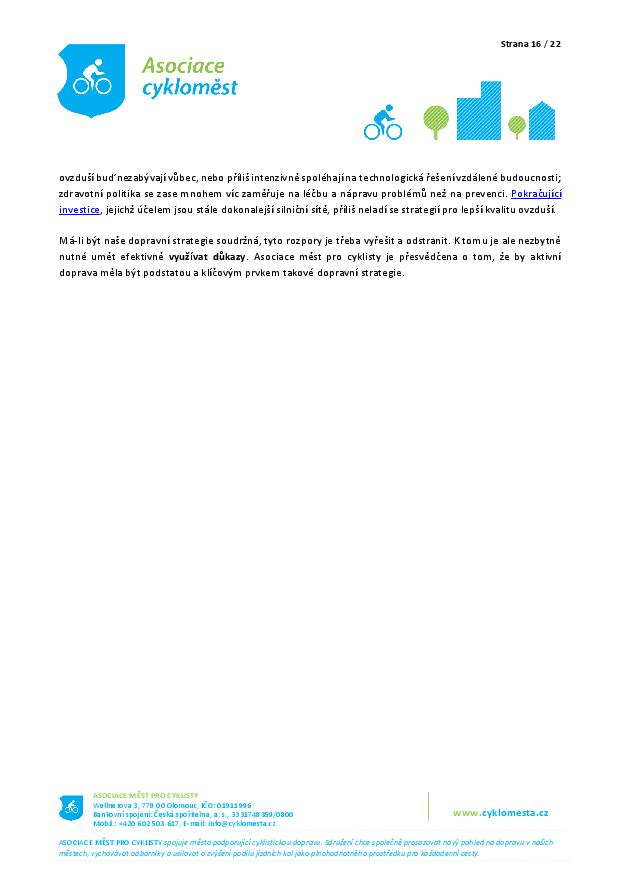 Strana 16 / 22
Asociace
cykloměst
ovzduší buď nezabývají vůbec, nebo příliš intenzivně spoléhají na technologická řešení vzdálené budoucnosti;
zdravotní politika se zase mnohem víc zaměřuje na léčbu a nápravu problémů než na prevenci. Pokračující
investice, jejichž účelem jsou stále dokonalejší silniční sítě, příliš neladí se strategií pro lepší kvalitu ovzduší.
Má-li být naše dopravní strategie soudržná, tyto rozpory je třeba vyřešit a odstranit. K tomu je ale nezbytně
nutné umět efektivně využívat důkazy. Asociace měst pro cyklisty je přesvědčena o tom, že by aktivní
doprava měla být podstatou a klíčovým prvkem takové dopravní strategie.
ASOCIACE MĚST PRO CYKLISTY
Wellnerova 3, 779 00 Olomouc, IČO: 01911996
Bankovní spojení: Česká spořitelna, a. s., 3331748359/0800
Mobil.: +420 602 503 617, E-mail: info@cyklomesta.cz
www.cyklomesta.cz
ASOCIACE MĚST PRO CYKLISTY spojuje města podporující cyklistickou dopravu. Sdružení chce společně prosazovat nový pohled na dopravu v našich
městech, vychovávat odborníky a usilovat o zvýšení podílu jízdních kol jako plnohodnotného prostředku pro každodenní cesty.